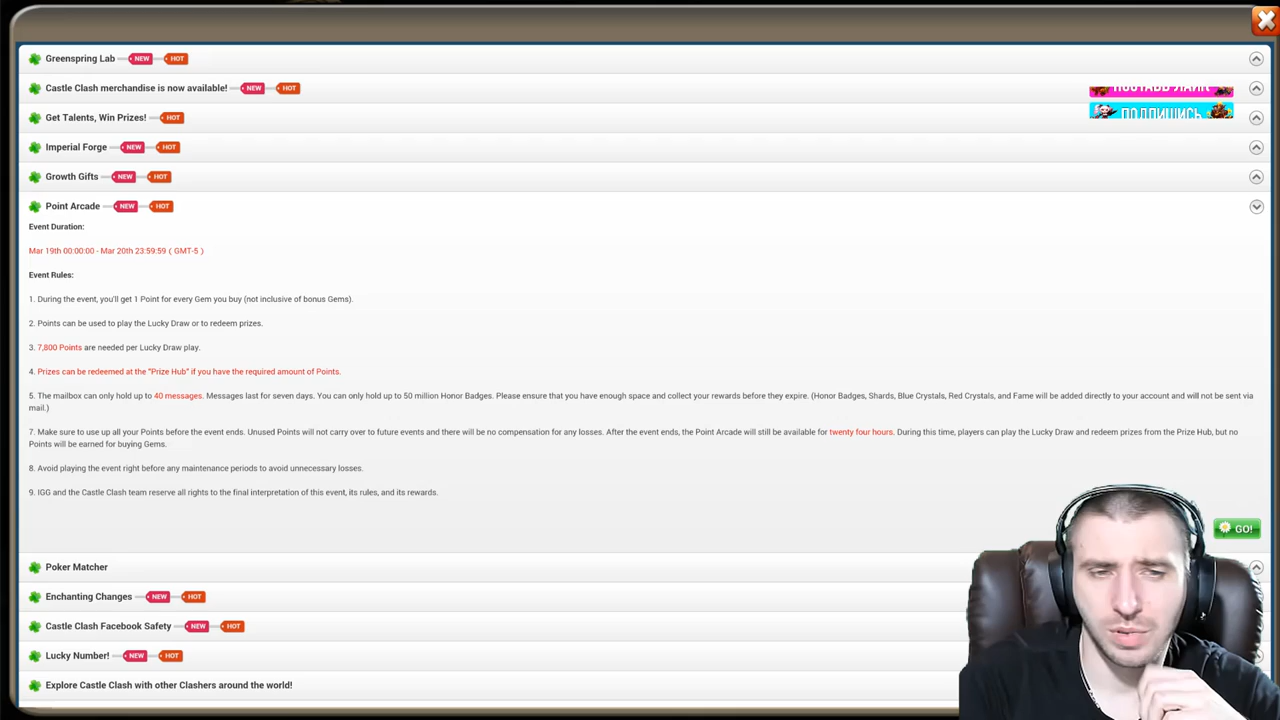 Greenspring Lab NEW HOT
Castle Clash merchandise is now available! NEW HOT
ПОСТАВЬ ЛАЙК
ПОДПИШИСЬ
Get Talents, Win Prizes! HOT
Imperial Forge NEW HOT
Growth Gifts NEW HOT
Point Arcade NEW HOT
Event Duration:
Mar 19th 00:00:00 - Mar 20th 23:59:59 ( GMT-5 )
Event Rules:
1. During the event, you'll get 1 Point for every Gem you buy (not inclusive of bonus Gems).
2. Points can be used to play the Lucky Draw or to redeem prizes.
3. 7,800 Points are needed per Lucky Draw play.
4. Prizes can be redeemed at the "Prize Hub" if you have the required amount of Points.
5. The mailbox can only hold up to 40 messages. Messages last for seven days. You can only hold up to 50 million Honor Badges. Please ensure that you have enough space and collect your rewards before they expire. (Honor Badges, Shards, Blue Crystals, Red Crystals, and Fame will be added directly to your account and will not be sent via
mail.)
7. Make sure to use up all your Points before the event ends. Unused Points will not carry over to future events and there will be no compensation for any losses. After the event ends, the Point Arcade will still be available for twenty four hours. During this time, players can play the Lucky Draw and redeem prizes from the Prize Hub, but no
Points will be earned for buying Gems.
8. Avoid playing the event right before any maintenance periods to avoid unnecessary losses.
9. IGG and the Castle Clash team reserve all rights to the final interpretation of this event, its rules, and its rewards.
GO!
Poker Matcher
Enchanting Changes NEW HOT
Castle Clash Facebook Safety NEW HOT
Lucky Number! NEW HOT
Explore Castle Clash with other Clashers around the world!